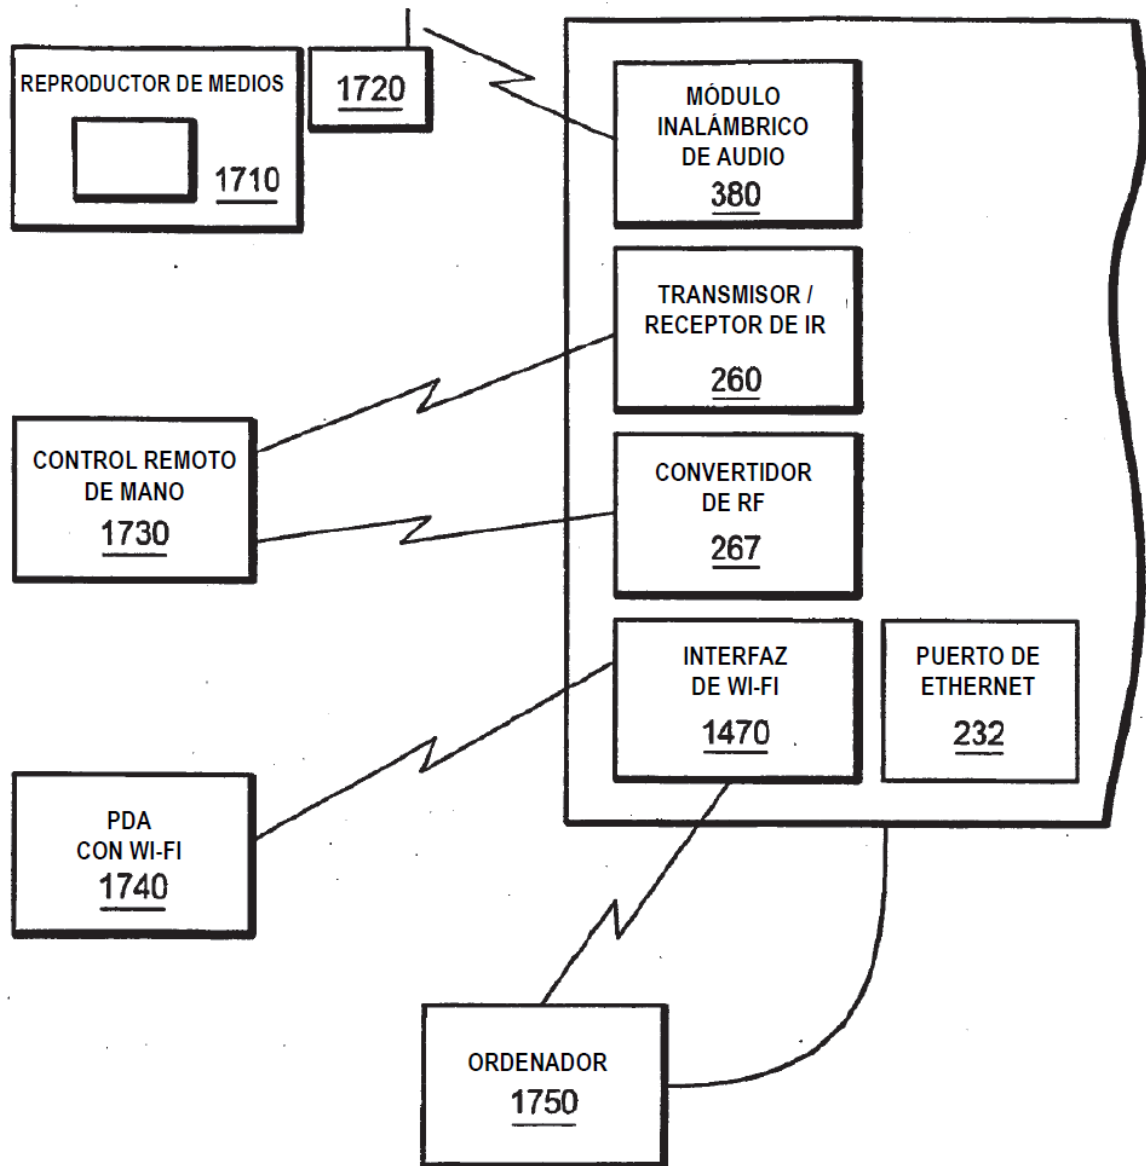 REPRODUCTOR DE MEDIOS
1710
1720
MÓDULO
INALÁMBRICO
DE AUDIO
380
TRANSMISOR /
RECEPTOR DE IR
260
CONTROL REMOTO
DE MANO
1730
CONVERTIDOR
DE RF
267
INTERFAZ
DE WI-FI
1470
PUERTO DE
ETHERNET
232
PDA
CON WI-FI
1740
ORDENADOR
1750